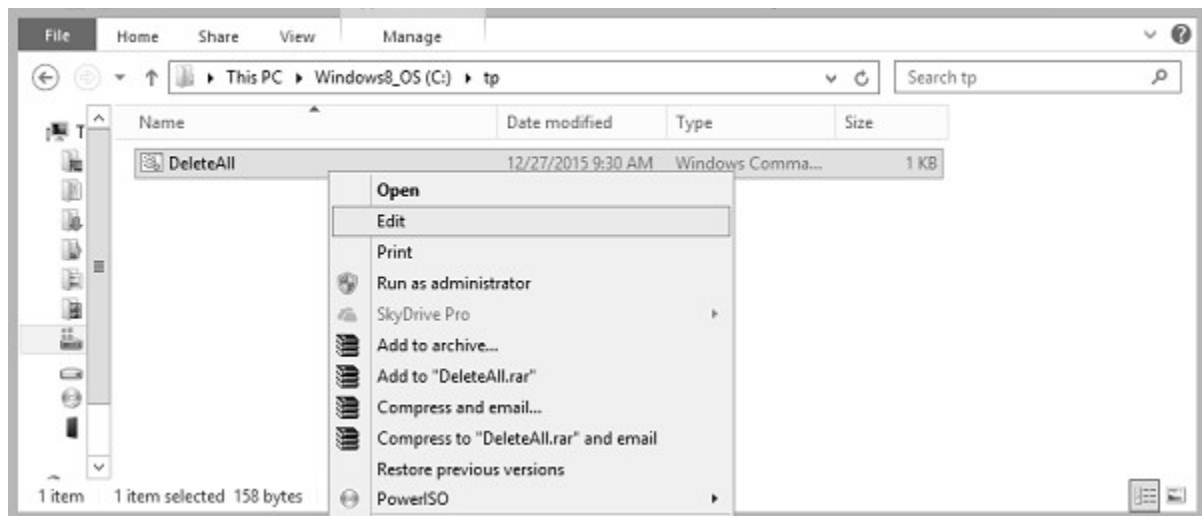 File Home Share View Manage
This PC Windows8_OS (C:) tp Search tp
Name Date modified Type Size
DeleteAll 12/27/2015 9:30 AM Windows Comma... 1 KB
Open
Edit
Print
Run as administrator
SkyDrive Pro
Add to archive...
Add to "DeleteAll.rar"
Compress and email...
Compress to "DeleteAll.rar" and email
Restore previous versions
PowerISO
1 item 1 item selected 158 bytes